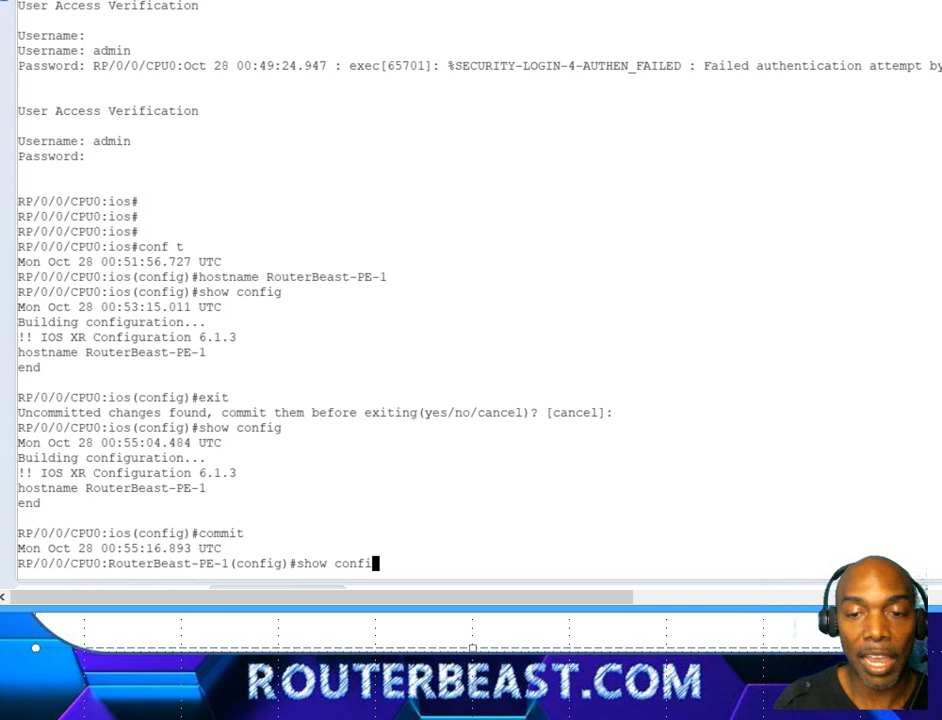 User Access Verification
Username:
Username: admin
Password: RP/0/0/CPU0:Oct 28 00:49:24.947 : exec[65701]: %SECURITY-LOGIN-4-AUTHEN_FAILED : Failed authentication attempt by
User Access Verification
Username: admin
Password:
RP/0/0/CPU0:ios#
RP/0/0/CPU0:ios#
RP/0/0/CPU0:ios#
RP/0/0/CPU0:ios#conf t
Mon Oct 28 00:51:56.727 UTC
RP/0/0/CPU0:ios(config)#hostname RouterBeast-PE-1
RP/0/0/CPU0:ios(config)#show config
Mon Oct 28 00:53:15.011 UTC
Building configuration...
!! IOS XR Configuration 6.1.3
hostname RouterBeast-PE-1
end
RP/0/0/CPU0:ios(config)#exit
Uncommitted changes found, commit them before exiting(yes/no/cancel)? [cancel]:
RP/0/0/CPU0:ios(config)#show config
Mon Oct 28 00:55:04.484 UTC
Building configuration...
!! IOS XR Configuration 6.1.3
hostname RouterBeast-PE-1
end
RP/0/0/CPU0:ios(config)#commit
Mon Oct 28 00:55:16.893 UTC
RP/0/0/CPU0:RouterBeast-PE-1(config)#show confi
ROUTERBEAST.COM